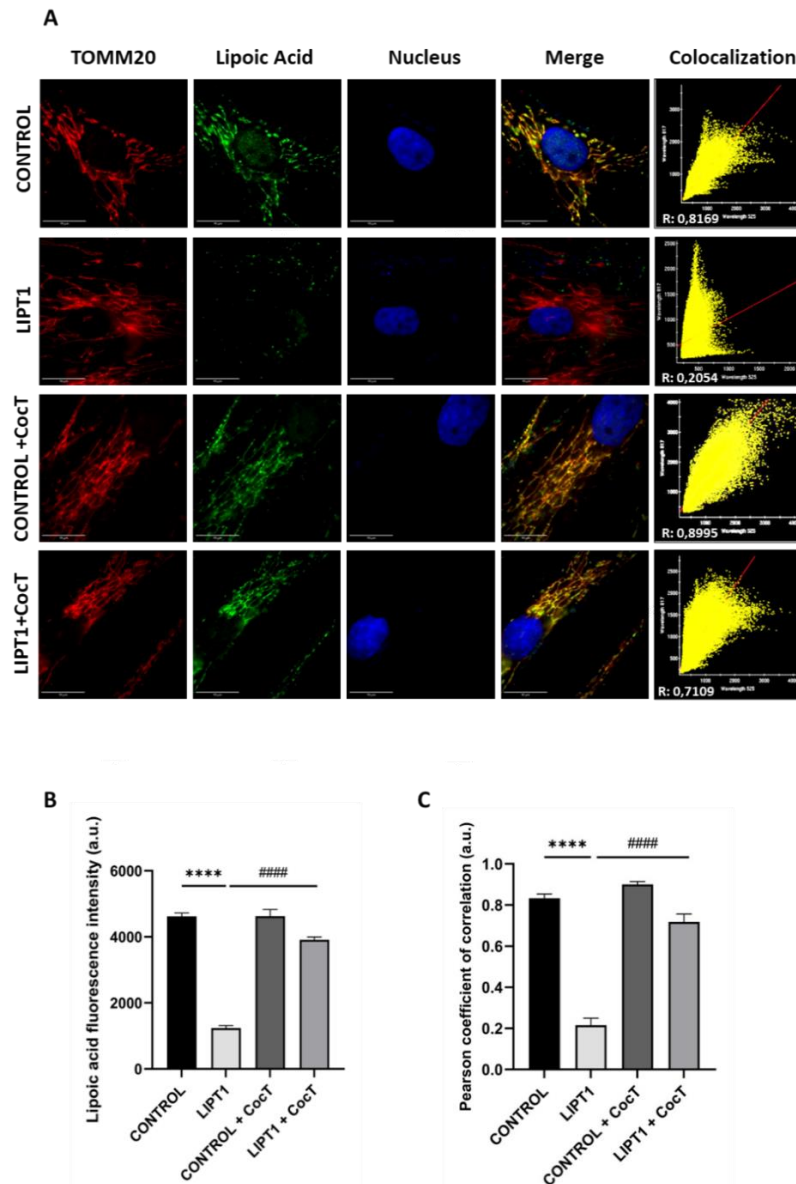 A
TOMM20 Lipoic Acid Nucleus Merge Colocalization
CONTROL
R: 0,8169
LIPT1
R: 0,2054
CONTROL +CocT
R: 0,8995
LIPT1+CocT
R: 0,7109
B
Lipoic acid fluorescence intensity (a.u.)
6000
4000
2000
0
**** ####
CONTROL
LIPT1
CONTROL + CocT
LIPT1 + CocT
C
Pearson coefficient of correlation (a.u.)
1.0
0.8
0.6
0.4
0.2
0.0
**** ####
CONTROL
LIPT1
CONTROL + CocT
LIPT1 + CocT